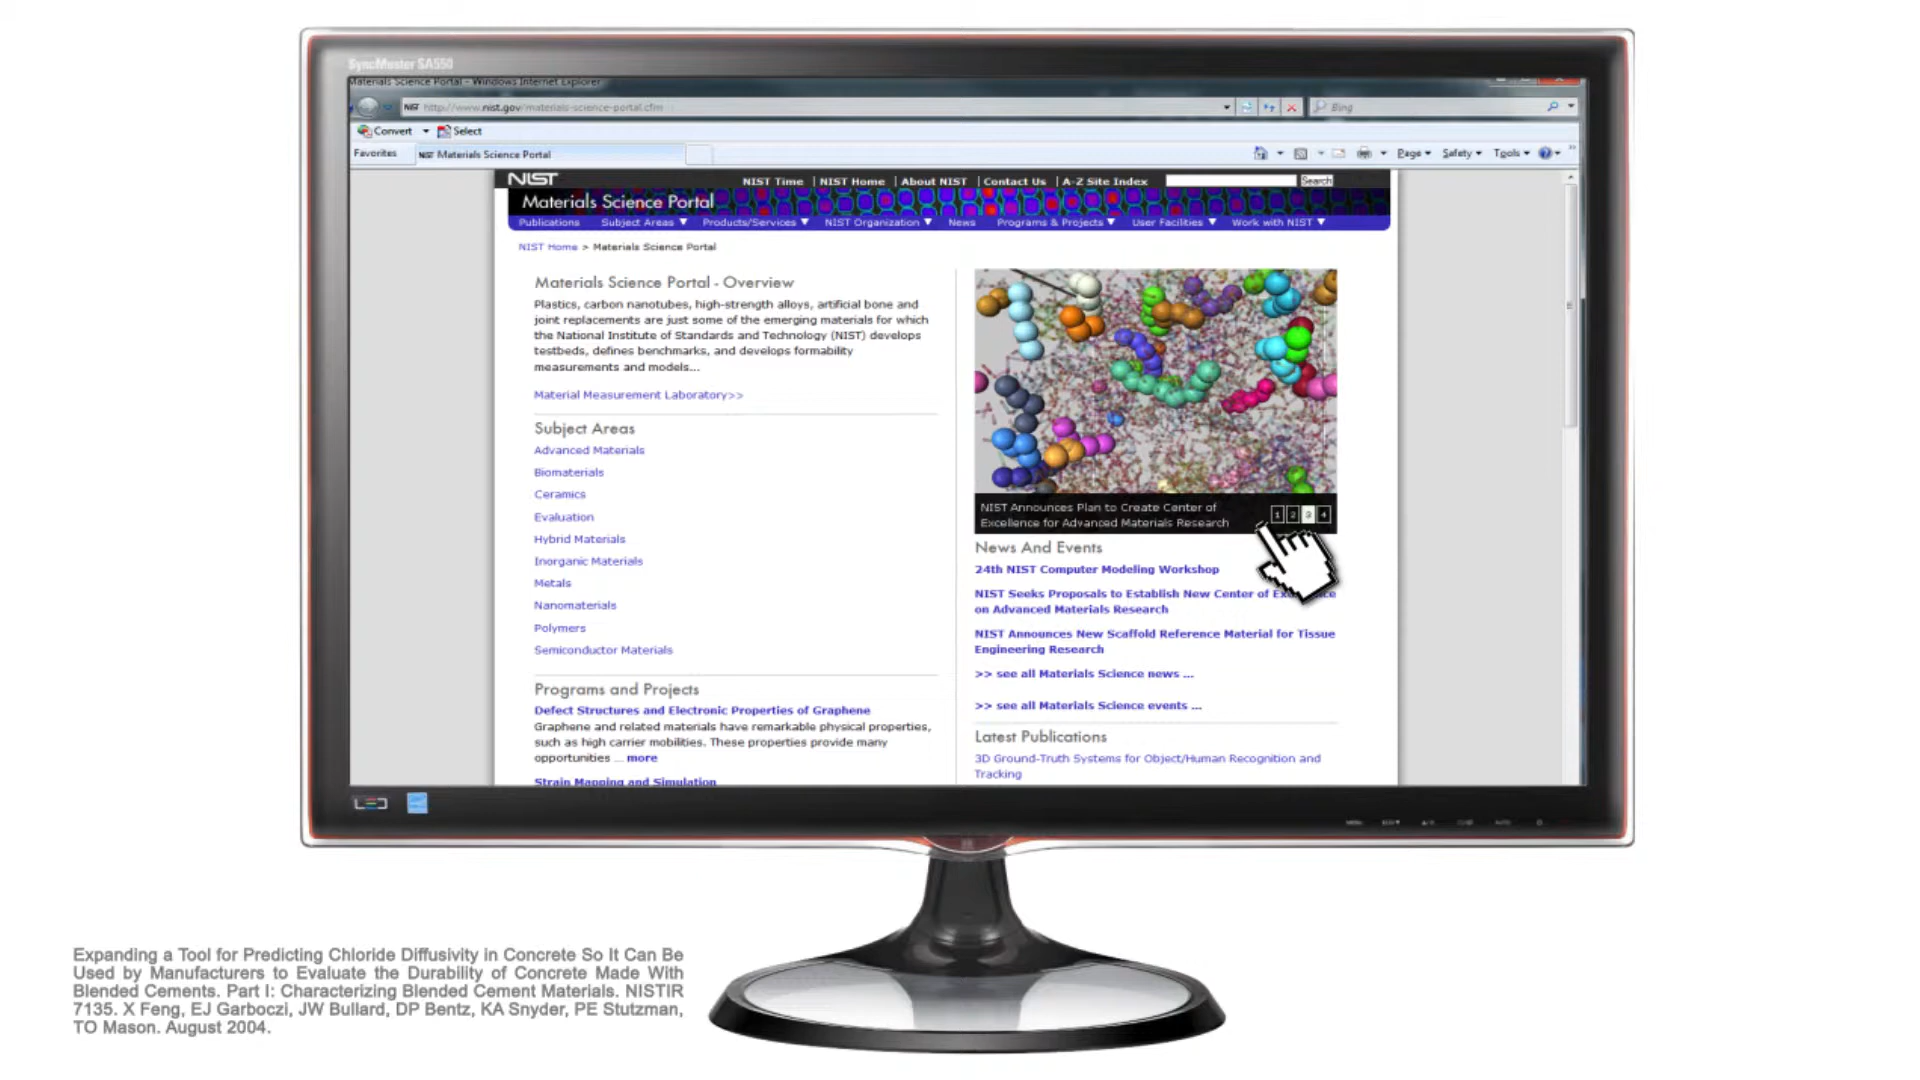 SyncMaster SA550
Materials Science Portal - Windows Internet Explorer
NIST http://www.nist.gov/materials-science-portal.cfm
Bing
Convert Select
Favorites NIST Materials Science Portal
Page Safety Tools
NIST
NIST Time | NIST Home | About NIST | Contact Us | A-Z Site Index Search
Materials Science Portal
Publications Subject Areas Products/Services NIST Organization News Programs & Projects User Facilities Work with NIST
NIST Home > Materials Science Portal
Materials Science Portal - Overview
Plastics, carbon nanotubes, high-strength alloys, artificial bone and
joint replacements are just some of the emerging materials for which
the National Institute of Standards and Technology (NIST) develops
testbeds, defines benchmarks, and develops formability
measurements and models...
Material Measurement Laboratory>>
Subject Areas
Advanced Materials
Biomaterials
Ceramics
Evaluation
Hybrid Materials
Inorganic Materials
Metals
Nanomaterials
Polymers
Semiconductor Materials
Programs and Projects
Defect Structures and Electronic Properties of Graphene
Graphene and related materials have remarkable physical properties,
such as high carrier mobilities. These properties provide many
opportunities ... more
Strain Mapping and Simulation
NIST Announces Plan to Create Center of
Excellence for Advanced Materials Research
1 2 3 4
News And Events
24th NIST Computer Modeling Workshop
NIST Seeks Proposals to Establish New Center of
on Advanced Materials Research
NIST Announces New Scaffold Reference Material for Tissue
Engineering Research
>> see all Materials Science news ...
>> see all Materials Science events ...
Latest Publications
3D Ground-Truth Systems for Object/Human Recognition and
Tracking
Expanding a Tool for Predicting Chloride Diffusivity in Concrete So It Can Be
Used by Manufacturers to Evaluate the Durability of Concrete Made With
Blended Cements. Part I: Characterizing Blended Cement Materials. NISTIR
7135. X Feng, EJ Garboczi, JW Bullard, DP Bentz, KA Snyder, PE Stutzman,
TO Mason. August 2004.